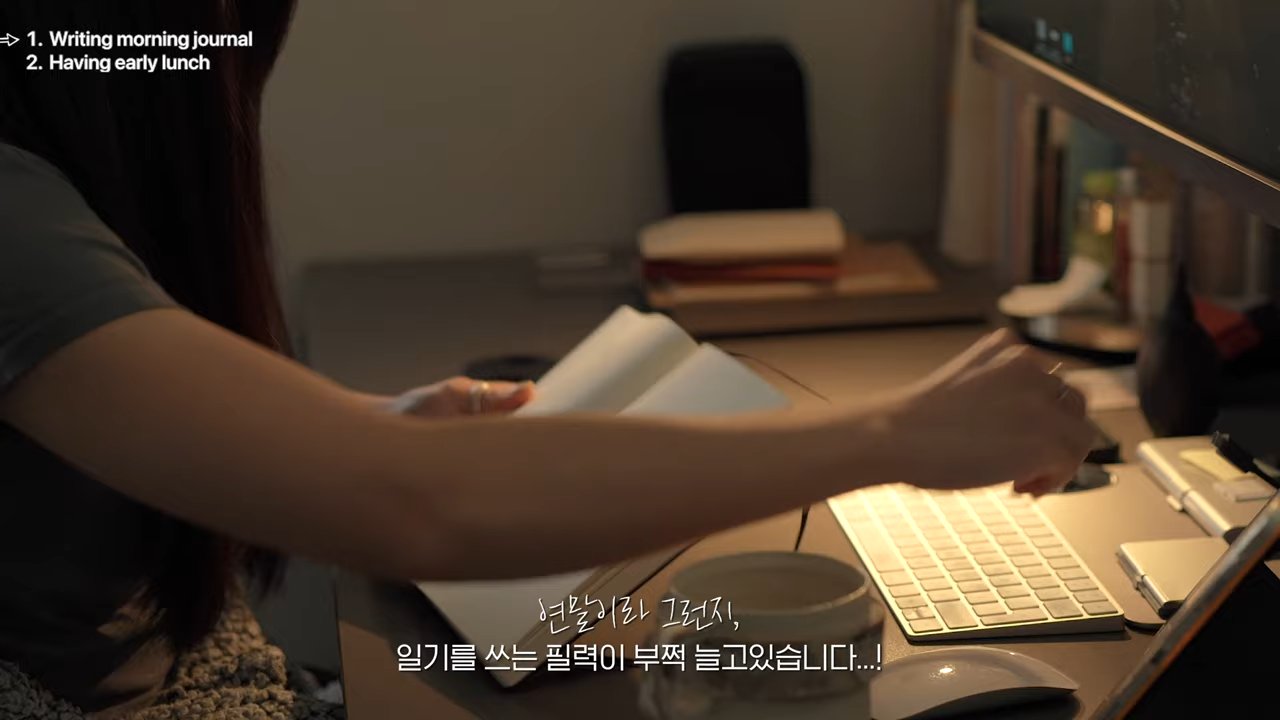 1. Writing morning journal
2. Having early lunch
연말이라 그런지,
일기를 쓰는 필력이 부쩍 늘고있습니다...!